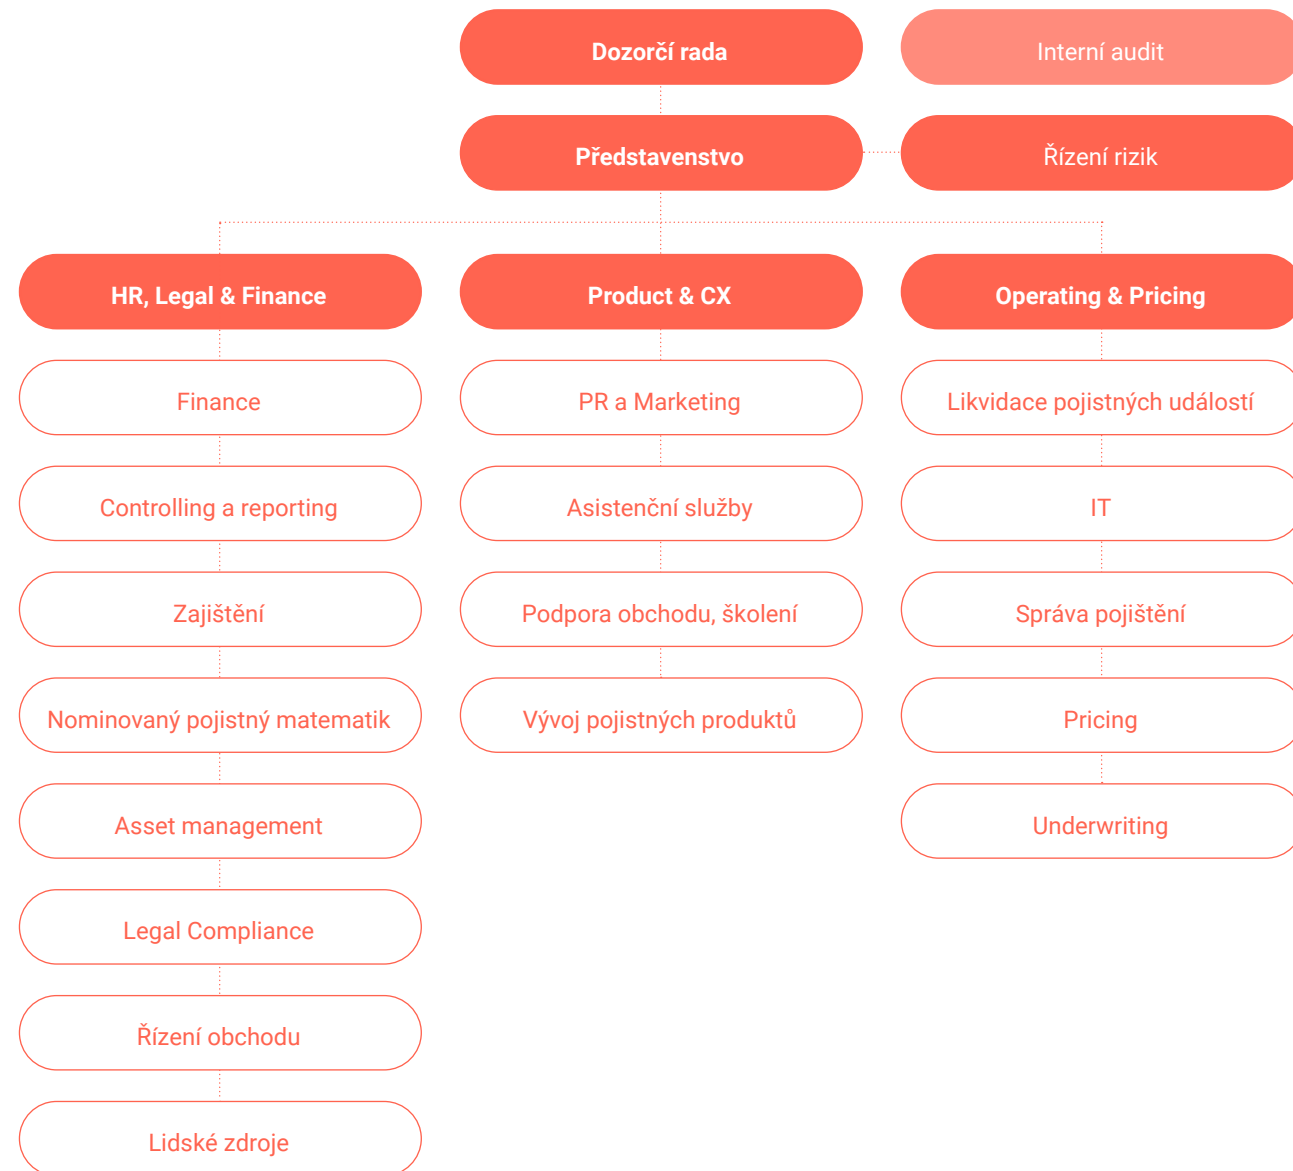 Dozorčí rada
Interní audit
Představenstvo
Řízení rizik
HR, Legal & Finance
Product & CX
Operating & Pricing
Finance
PR a Marketing
Likvidace pojistných událostí
Controlling a reporting
Asistenční služby
IT
Zajištění
Podpora obchodu, školení
Správa pojištění
Nominovaný pojistný matematik
Vývoj pojistných produktů
Pricing
Asset management
Underwriting
Legal Compliance
Řízení obchodu
Lidské zdroje